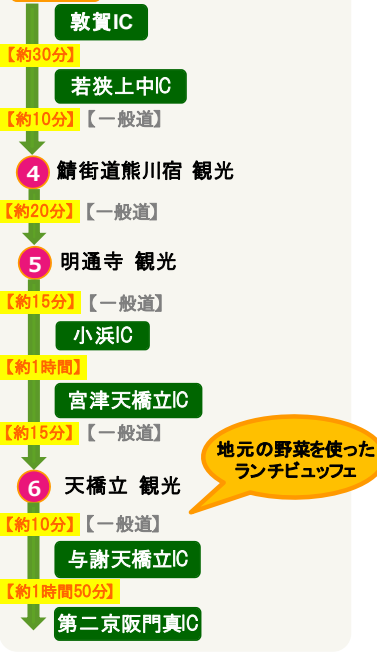 敦賀IC
【約30分】
若狭上中IC
【約10分】【一般道】
4 鯖街道熊川宿 観光
【約20分】【一般道】
5 明通寺 観光
【約15分】【一般道】
小浜IC
【約1時間】
宮津天橋立IC
【約15分】【一般道】
地元の野菜を使った
ランチビュッフェ
6 天橋立 観光
【約10分】【一般道】
与謝天橋立IC
【約1時間50分】
第二京阪門真IC